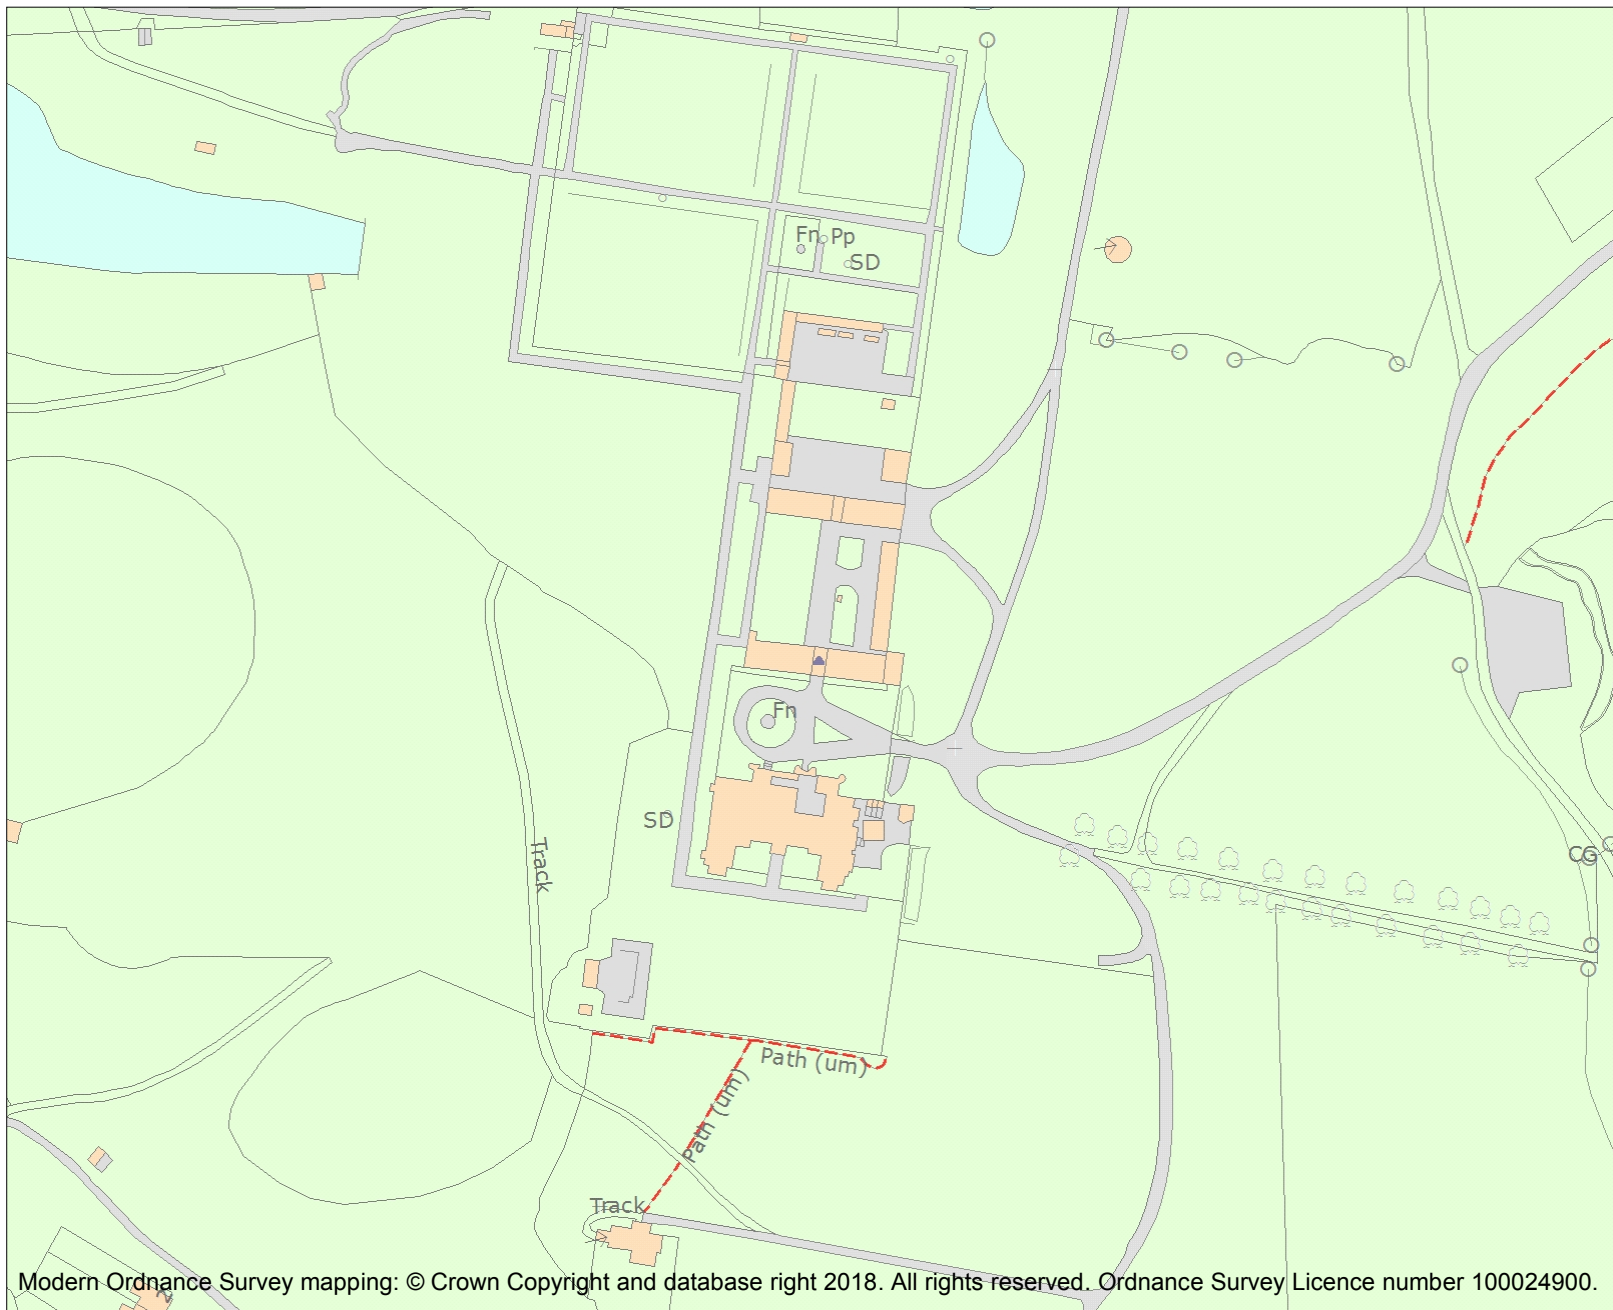 Fn Pp
SD
Fn
SD
Track
CG
Path (um)
Path (um)
Track
Modern Ordnance Survey mapping: © Crown Copyright and database right 2018. All rights reserved. Ordnance Survey Licence number 100024900.